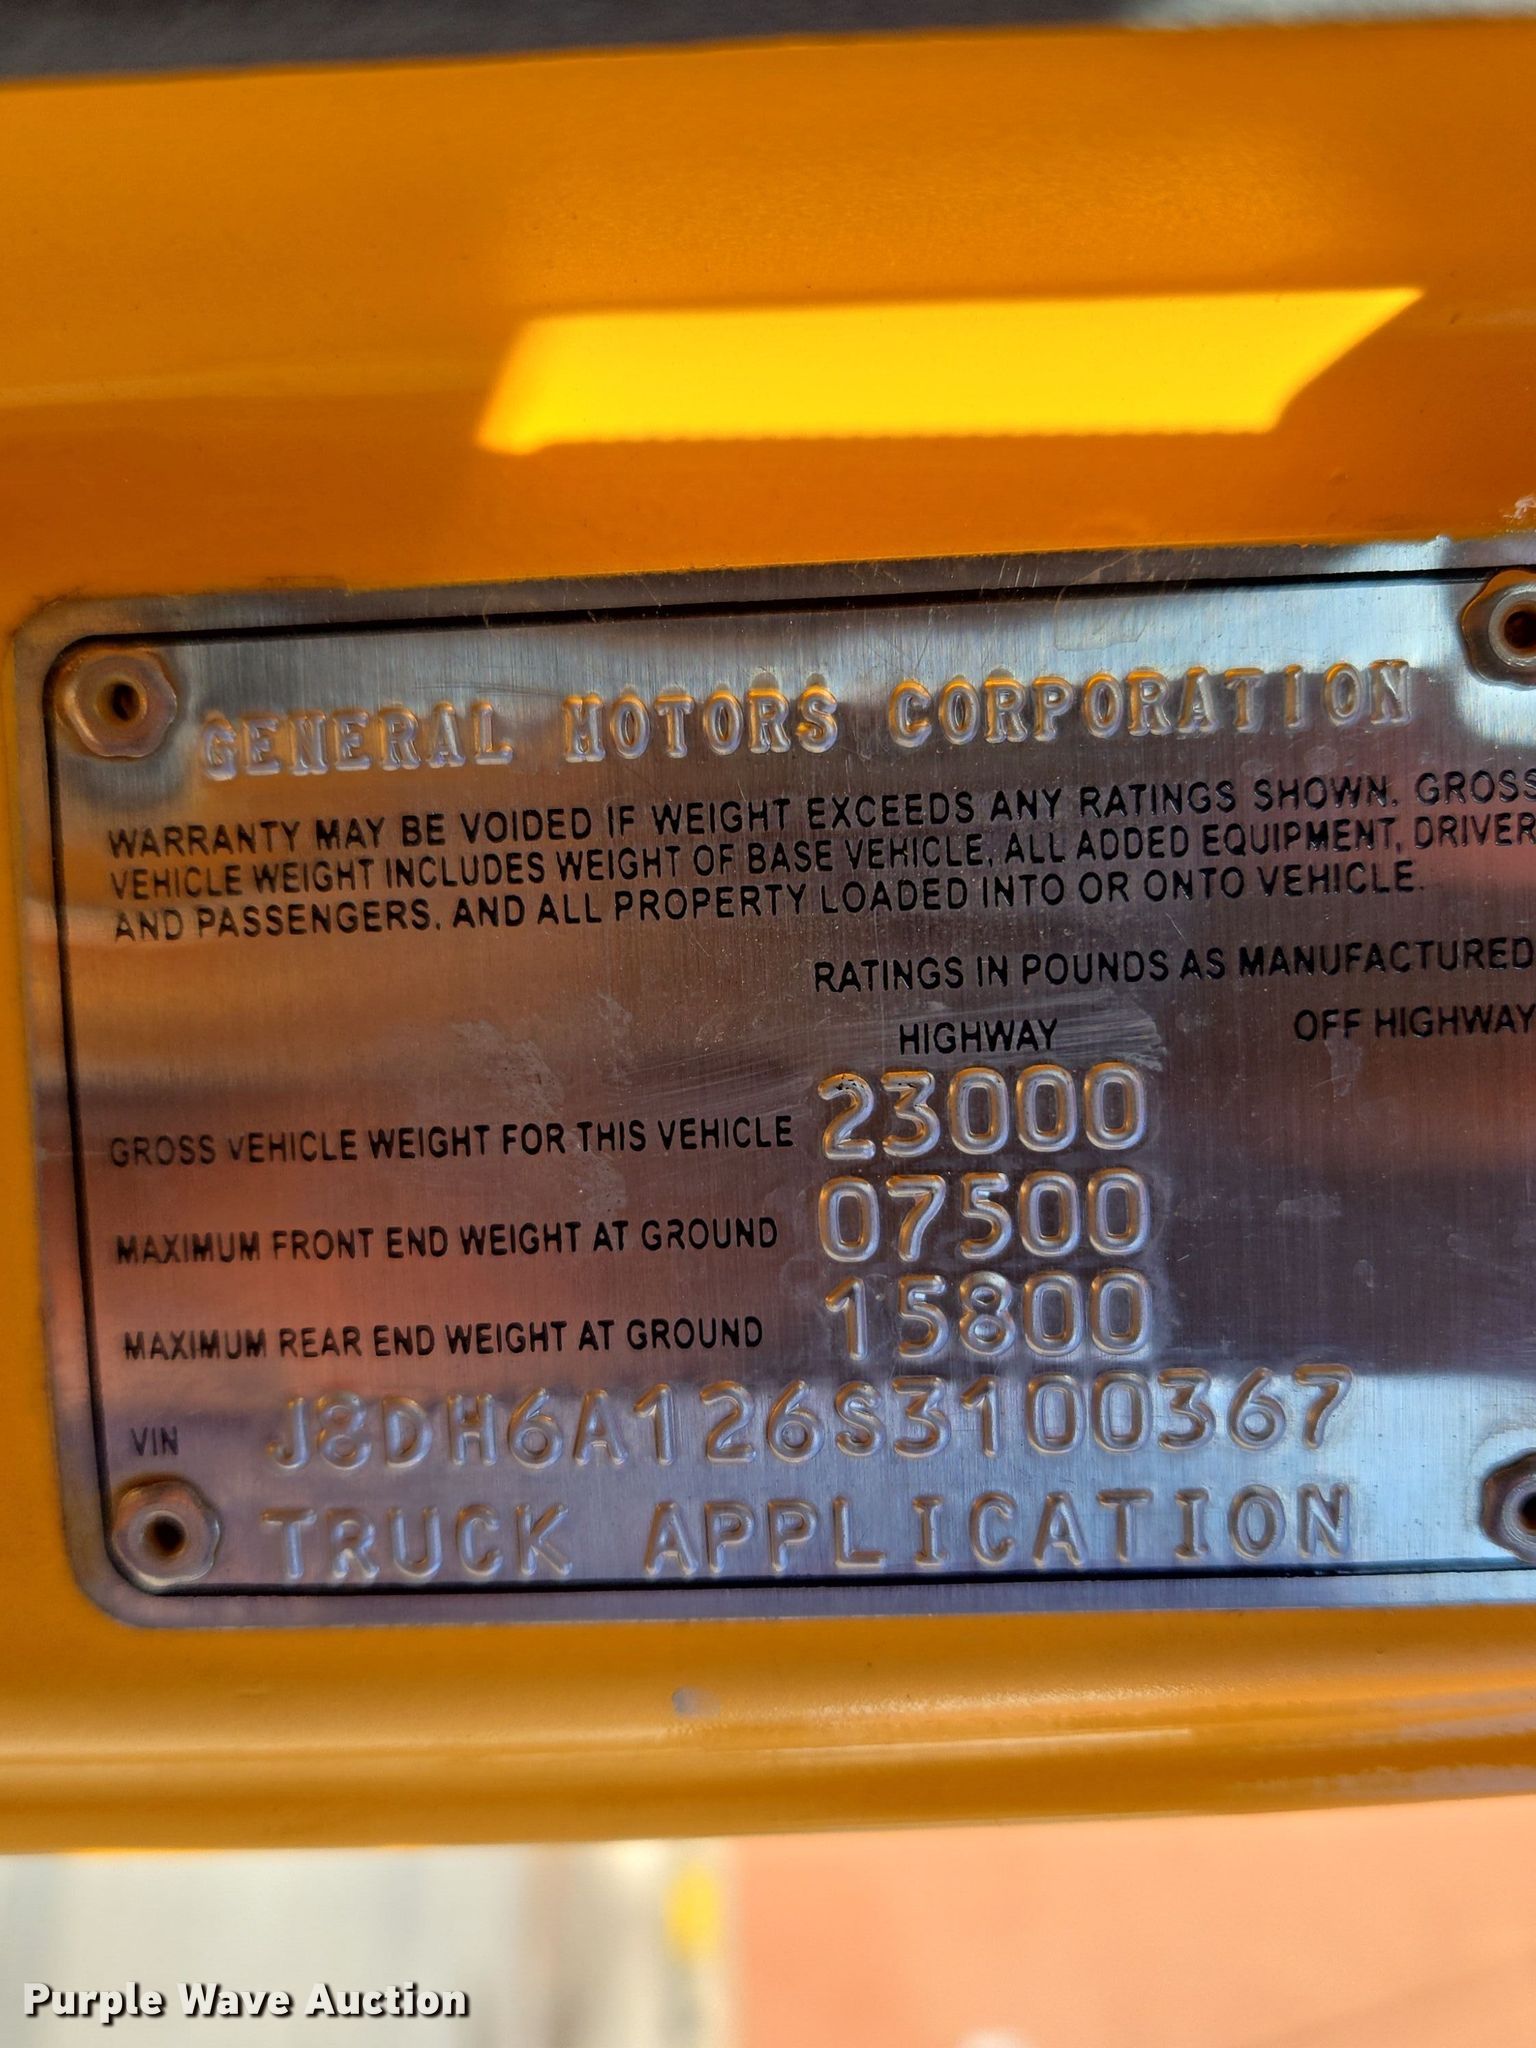 GENERAL MOTORS CORPORATION
WARRANTY MAY BE VOIDED IF WEIGHT EXCEEDS ANY RATINGS SHOWN. GROSS
VEHICLE WEIGHT INCLUDES WEIGHT OF BASE VEHICLE, ALL ADDED EQUIPMENT, DRIVER
AND PASSENGERS, AND ALL PROPERTY LOADED INTO OR ONTO VEHICLE.
RATINGS IN POUNDS AS MANUFACTURED
HIGHWAY OFF HIGHWAY
GROSS VEHICLE WEIGHT FOR THIS VEHICLE 23000
MAXIMUM FRONT END WEIGHT AT GROUND 07500
MAXIMUM REAR END WEIGHT AT GROUND 15800
VIN J8DH6A126S3100367
TRUCK APPLICATION
Purple Wave Auction